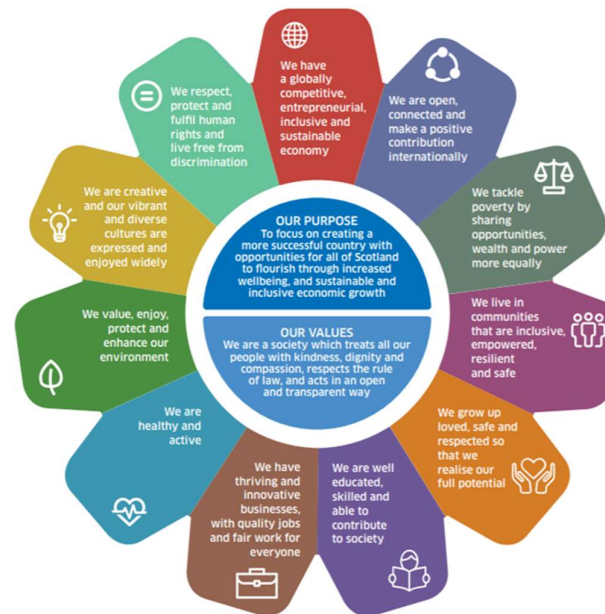 We have
a globally
competitive,
entrepreneurial,
inclusive and
sustainable
economy
We are open,
connected and
make a positive
contribution
internationally
We tackle
poverty by
sharing
opportunities,
wealth and power
more equally
We live in
communities
that are inclusive,
empowered,
resilient
and safe
We grow up
loved, safe and
respected so
that we
realise our
full potential
We are well
educated,
skilled and
able to
contribute
to society
We have
thriving and
innovative
businesses,
with quality jobs
and fair work for
everyone
We are
healthy and
active
We value, enjoy,
protect and
enhance our
environment
We are creative
and our vibrant
and diverse
cultures are
expressed and
enjoyed widely
We respect,
protect and
fulfil human
rights and
live free from
discrimination
OUR PURPOSE
To focus on creating a
more successful country with
opportunities for all of Scotland
to flourish through increased
wellbeing, and sustainable and
inclusive economic growth
OUR VALUES
We are a society which treats all our
people with kindness, dignity and
compassion, respects the rule
of law, and acts in an open
and transparent way